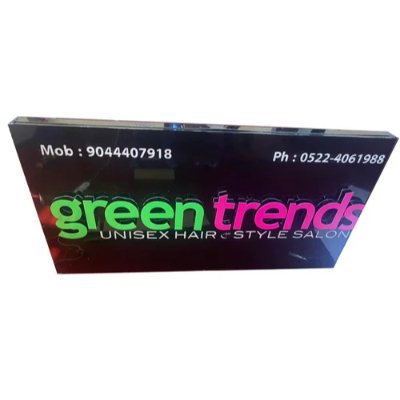 Mob : 9044407918 Ph : 0522-4061988
green trends
UNISEX HAIR & STYLE SALON